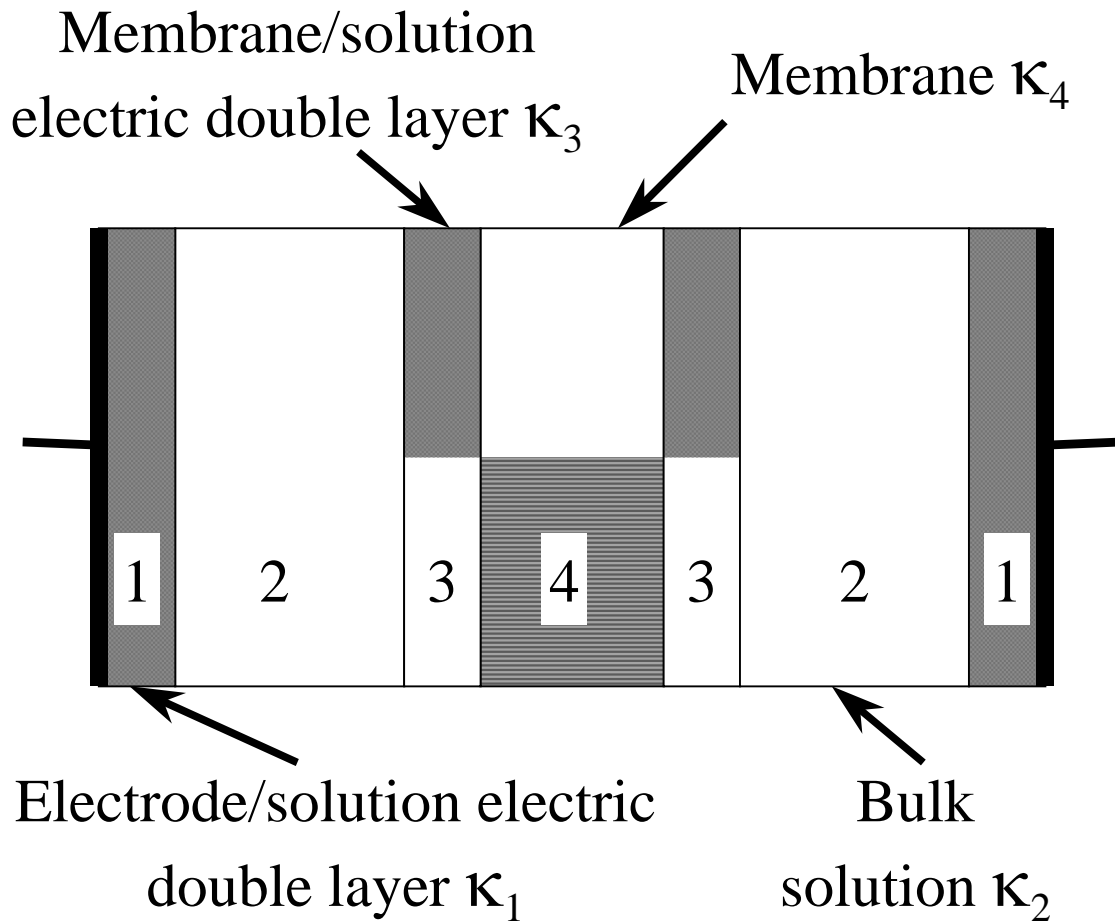 Membrane/solution
electric double layer κ₃
Membrane κ₄
1
2
3
4
3
2
1
Electrode/solution electric
double layer κ₁
Bulk
solution κ₂